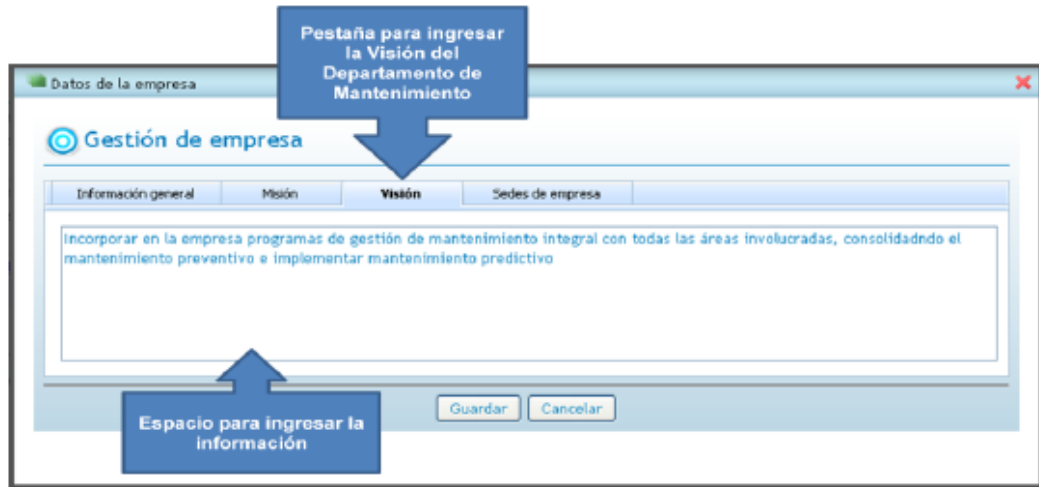 Pestaña para ingresar
la Visión del
Departamento de
Mantenimiento
Datos de la empresa
Gestión de empresa
Información general
Misión
Visión
Sedes de empresa
Incorporar en la empresa programas de gestión de mantenimiento integral con todas las áreas involucradas, consolidadndo el
mantenimiento preventivo e implementar mantenimiento predictivo
Espacio para ingresar la
información
Guardar
Cancelar